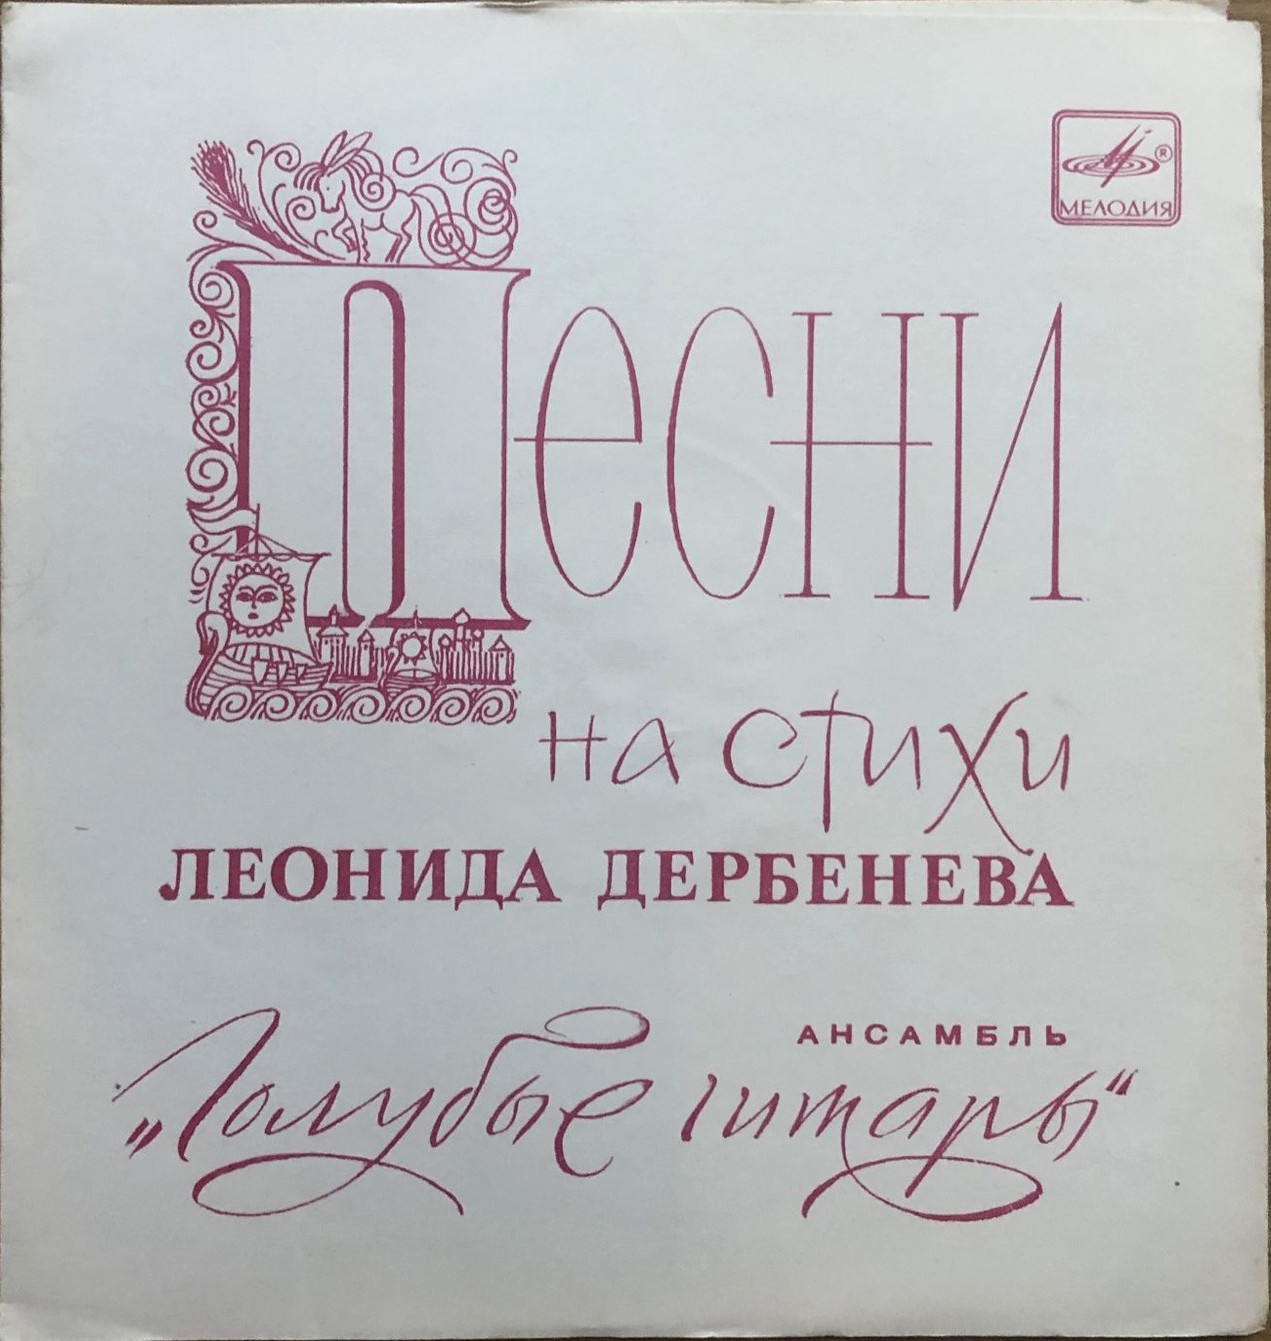 МЕЛОДИЯ ®
Песни
на стихи
ЛЕОНИДА ДЕРБЕНЕВА
АНСАМБЛЬ
„Голубые гитары“